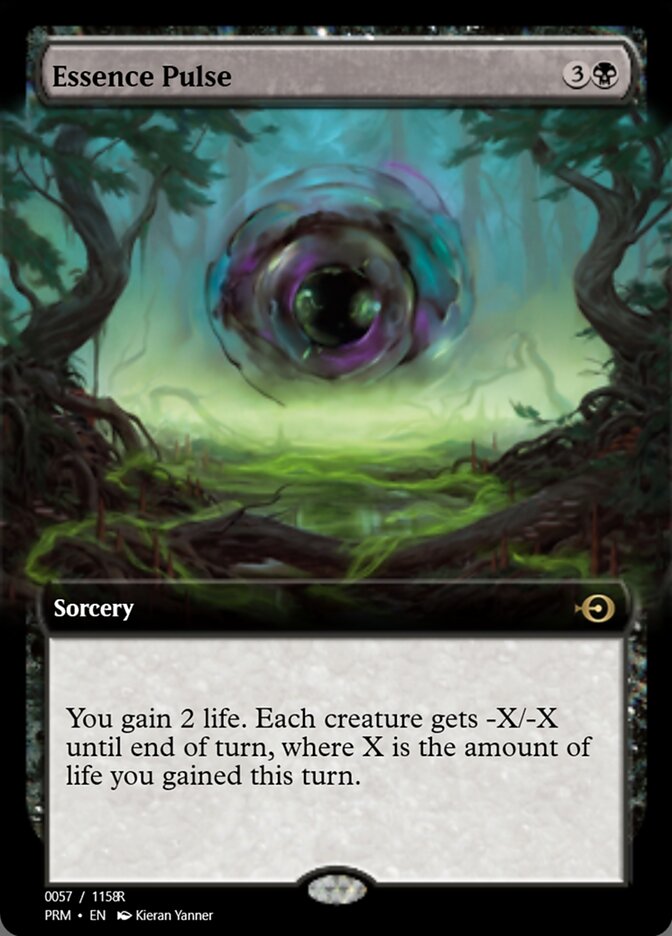 Essence Pulse 3
Sorcery
You gain 2 life. Each creature gets -X/-X
until end of turn, where X is the amount of
life you gained this turn.
0057 / 1158R
PRM • EN Kieran Yanner